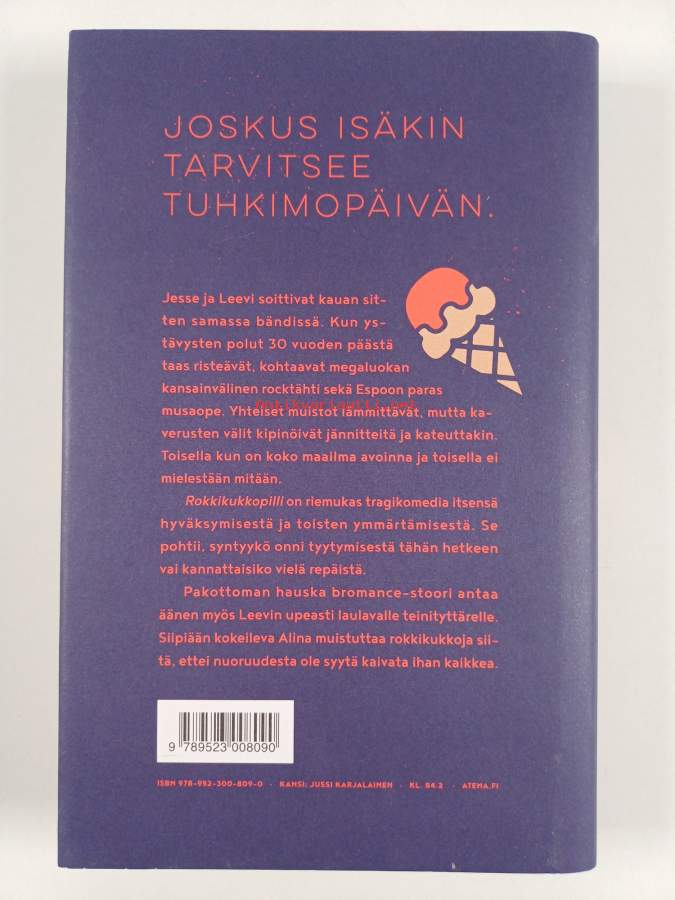 JOSKUS ISÄKIN
TARVITSEE
TUHKIMOPÄIVÄN.
Jesse ja Leevi soittivat kauan sit-
ten samassa bändissä. Kun ys-
tävysten polut 30 vuoden päästä
taas risteävät, kohtaavat megaluokan
kansainvälinen rocktähti sekä Espoon paras
antikvariaatti.net
musaope. Yhteiset muistot lämmittävät, mutta ka-
verusten välit kipinöivät jännitteitä ja kateuttakin.
Toisella kun on koko maailma avoinna ja toisella ei
mielestään mitään.
Rokkikukkopilli on riemukas tragikomedia itsensä
hyväksymisestä ja toisten ymmärtämisestä. Se
pohtii, syntyykö onni tyytymisestä tähän hetkeen
vai kannattaisiko vielä repäistä.
Pakottoman hauska bromance-stoori antaa
äänen myös Leevin upeasti laulavalle teinityttärelle.
Siipiään kokeileva Alina muistuttaa rokkikukkoja sii-
tä, ettei nuoruudesta ole syytä kaivata ihan kaikkea.
9 789523 008090
ISBN 978-952-300-809-0 · KANSI: JUSSI KARJALAINEN · KL. 84.2 · ATENA.FI